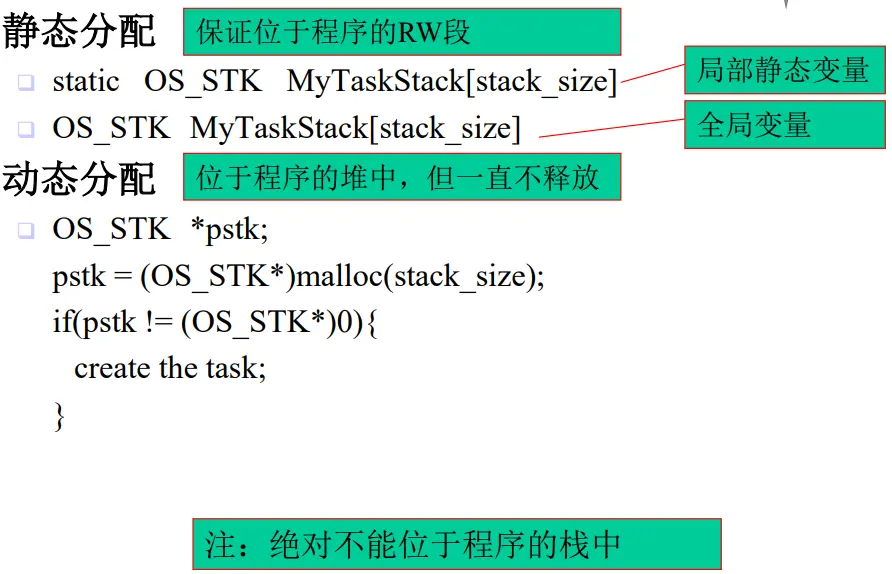 静态分配 保证位于程序的RW段
static OS_STK MyTaskStack[stack_size] 局部静态变量
OS_STK MyTaskStack[stack_size] 全局变量
动态分配 位于程序的堆中，但一直不释放
OS_STK *pstk;
pstk = (OS_STK*)malloc(stack_size);
if(pstk != (OS_STK*)0){
create the task;
}
注：绝对不能位于程序的栈中